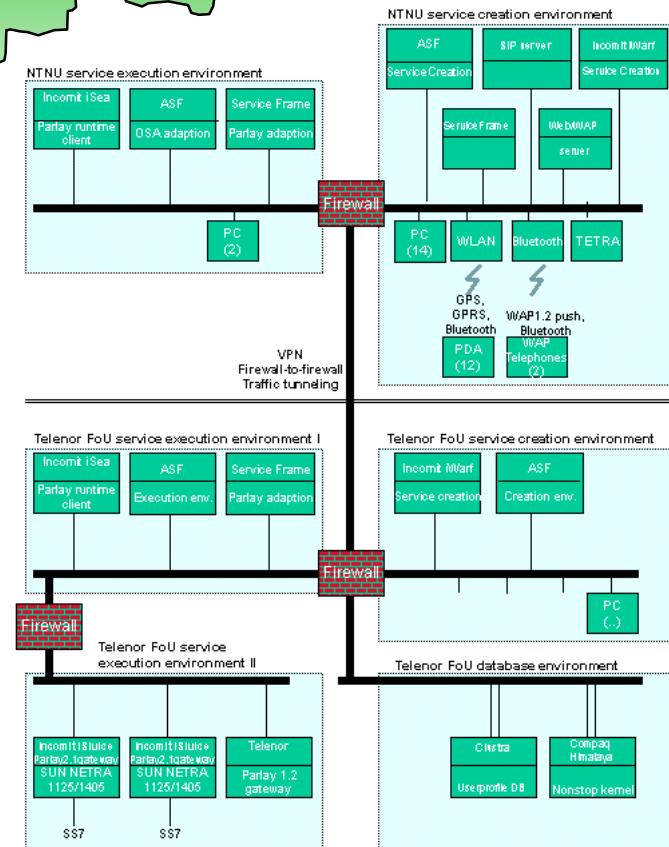 NTNU service creation environment
ASF
Service Creation
SIP server
Incomit iWarf
Service Creation
ServiceFrame
Web/WAP
server
NTNU service execution environment
Incomit iSea
Parlay runtime
client
ASF
OSA adaption
Service Frame
Parlay adaption
Firewall
PC
(2)
PC
(14)
WLAN
Bluetooth
TETRA
GPS,
GPRS,
Bluetooth
WAP1.2 push,
Bluetooth
PDA
(12)
WAP
Telephones
(2)
VPN
Firewall-to-firewall
Traffic tunneling
Telenor FoU service execution environment I
Incomit iSea
Parlay runtime
client
ASF
Execution env.
Service Frame
Parlay adaption
Telenor FoU service creation environment
Incomit iWarf
Service creation
ASF
Creation env.
Firewall
PC
(..)
Firewall
Telenor FoU service
execution environment II
Incomit iSluice
Parlay2.1gateway
SUN NETRA
1125/1405
SS7
Incomit iSluice
Parlay2.1gateway
SUN NETRA
1125/1405
SS7
Telenor
Parlay 1.2
gateway
Telenor FoU database environment
Clustra
Userprofile DB
Compaq
Himalaya
Nonstop kernel